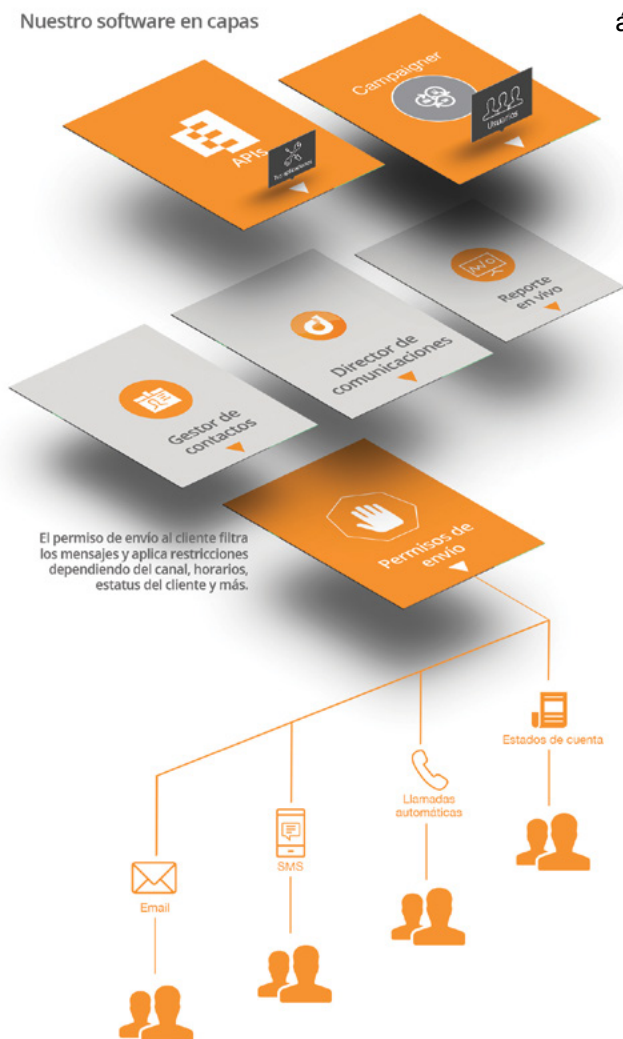 Nuestro software en capas
á
Campaigner
Usuarios
APIs
Reporte
en vivo
Director de
comunicaciones
Gestor de
contactos
El permiso de envío al cliente filtra
los mensajes y aplica restricciones
dependiendo del canal, horarios,
estatus del cliente y más.
Permisos de
envío
Estados de cuenta
Llamadas
automáticas
SMS
Email